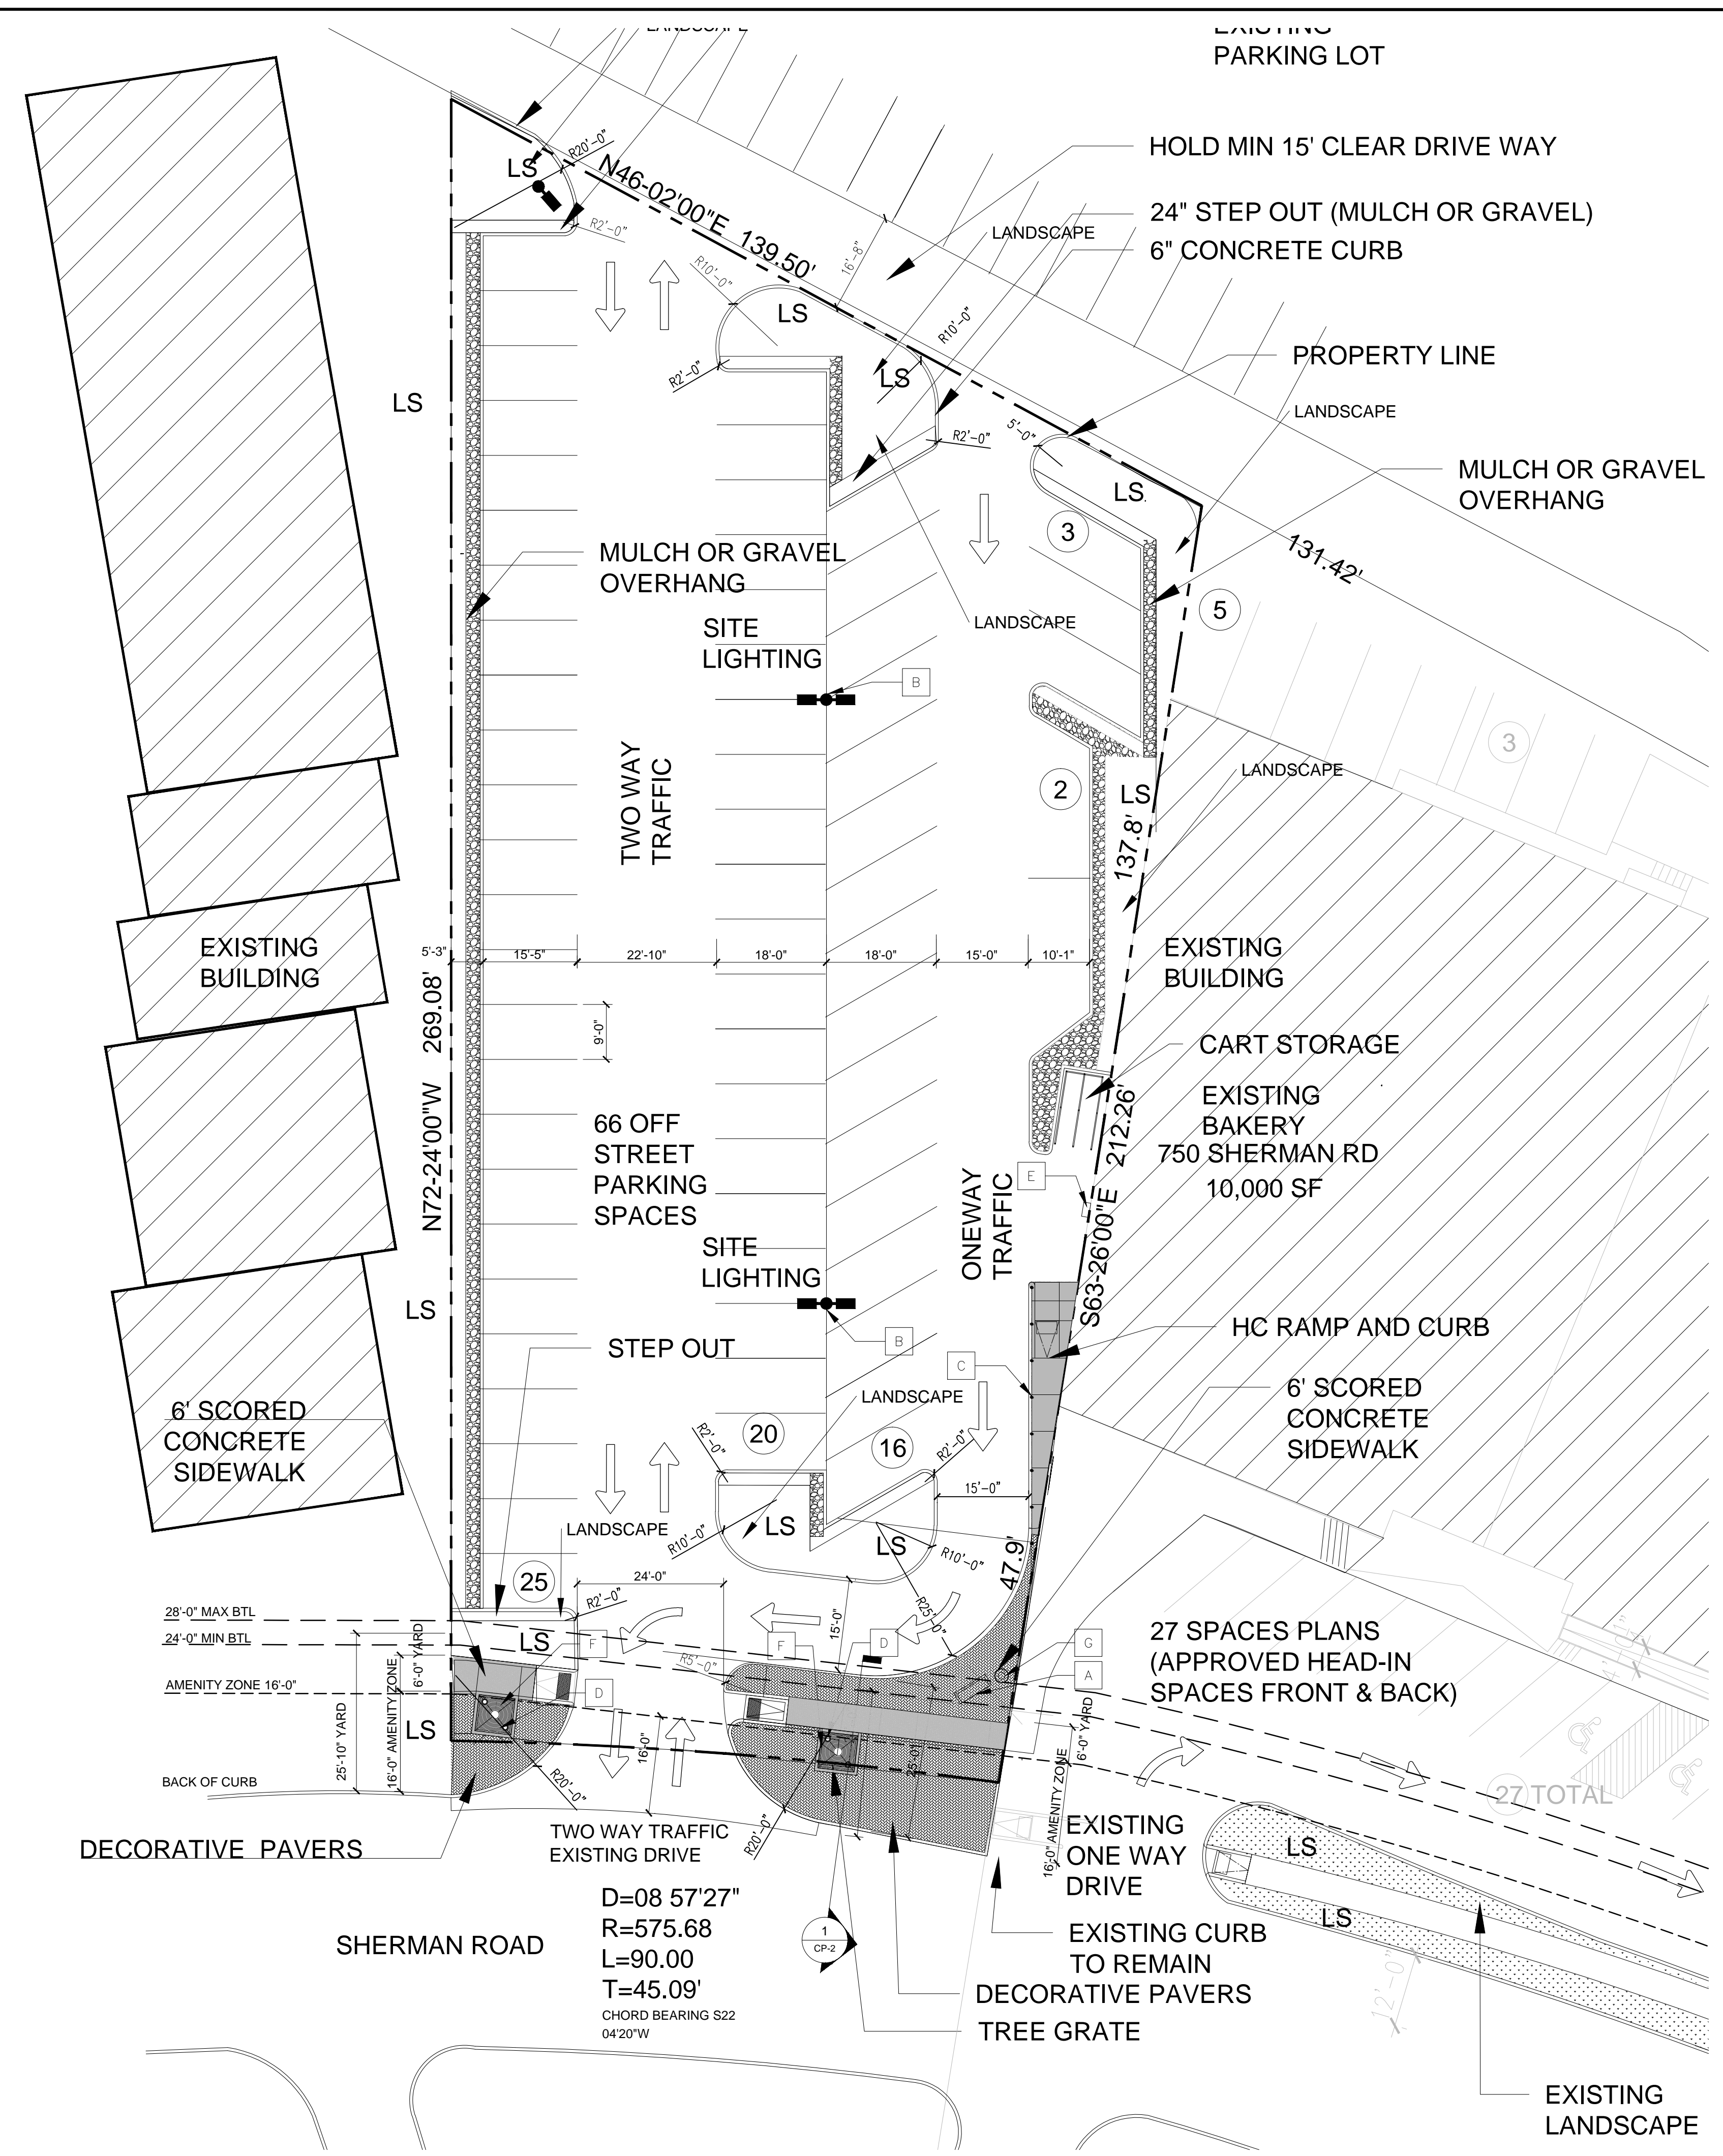 PARKING LOT
HOLD MIN 15' CLEAR DRIVE WAY
R20'-0"
LS
N46-02'00"E 139.50'
24" STEP OUT (MULCH OR GRAVEL)
R2'-0"
LANDSCAPE
6" CONCRETE CURB
16'-8"
R10'-0"
LS
R10'-0"
PROPERTY LINE
R2'-0"
LS
LS
LANDSCAPE
5'-0"
R2'-0"
MULCH OR GRAVEL
OVERHANG
LS
3
131.42'
MULCH OR GRAVEL
OVERHANG
5
LANDSCAPE
SITE
LIGHTING
B
3
TWO WAY
TRAFFIC
LANDSCAPE
2
LS
137.8'
EXISTING
BUILDING
5'-3"
15'-5"
22'-10"
18'-0"
18'-0"
15'-0"
10'-1"
EXISTING
BUILDING
N72-24'00"W 269.08'
9'-0"
CART STORAGE
EXISTING
BAKERY
750 SHERMAN RD
10,000 SF
66 OFF
STREET
PARKING
SPACES
E
ONEWAY
TRAFFIC
S63-26'00"E 212.26'
SITE
LIGHTING
LS
B
HC RAMP AND CURB
STEP OUT
C
6' SCORED
CONCRETE
SIDEWALK
LANDSCAPE
6' SCORED
CONCRETE
SIDEWALK
R2'-0"
20
16
R2'-0"
15'-0"
LANDSCAPE
LS
R10'-0"
LS
R10'-0"
47.9'
25
24'-0"
R2'-0"
R25'-0"
28'-0" MAX BTL
24'-0" MIN BTL
15'-0"
6'-0" YARD
LS
F
F
D
G
27 SPACES PLANS
(APPROVED HEAD-IN
SPACES FRONT & BACK)
R5'-0"
A
AMENITY ZONE 16'-0"
D
25'-10" YARD
16'-0" AMENITY ZONE
LS
16'-0"
6'-0" YARD
BACK OF CURB
R20'-0"
R20'-0"
16'-0" AMENITY ZONE
27 TOTAL
DECORATIVE PAVERS
TWO WAY TRAFFIC
EXISTING DRIVE
EXISTING
ONE WAY
DRIVE
LS
D=08 57'27"
R=575.68
L=90.00
T=45.09'
CHORD BEARING S22
04'20"W
1
CP-2
LS
SHERMAN ROAD
EXISTING CURB
TO REMAIN
12'-0"
DECORATIVE PAVERS
TREE GRATE
EXISTING
LANDSCAPE